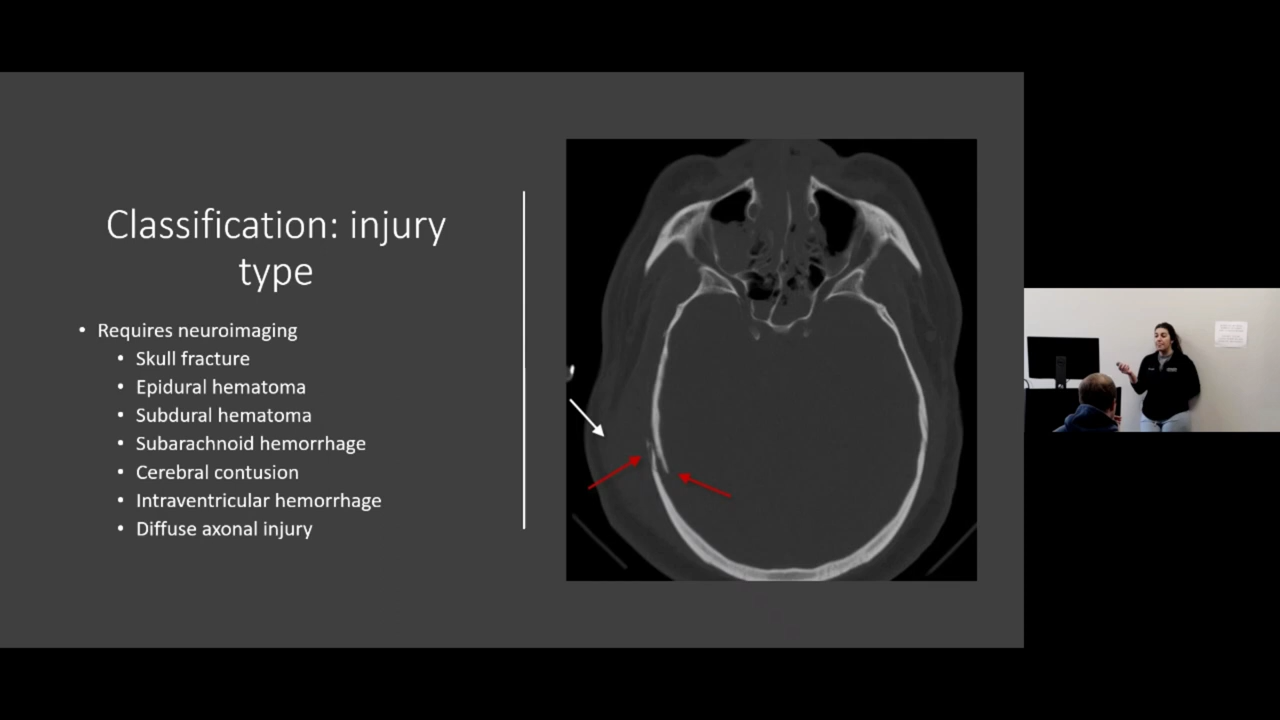 Classification: injury
type
• Requires neuroimaging
• Skull fracture
• Epidural hematoma
• Subdural hematoma
• Subarachnoid hemorrhage
• Cerebral contusion
• Intraventricular hemorrhage
• Diffuse axonal injury